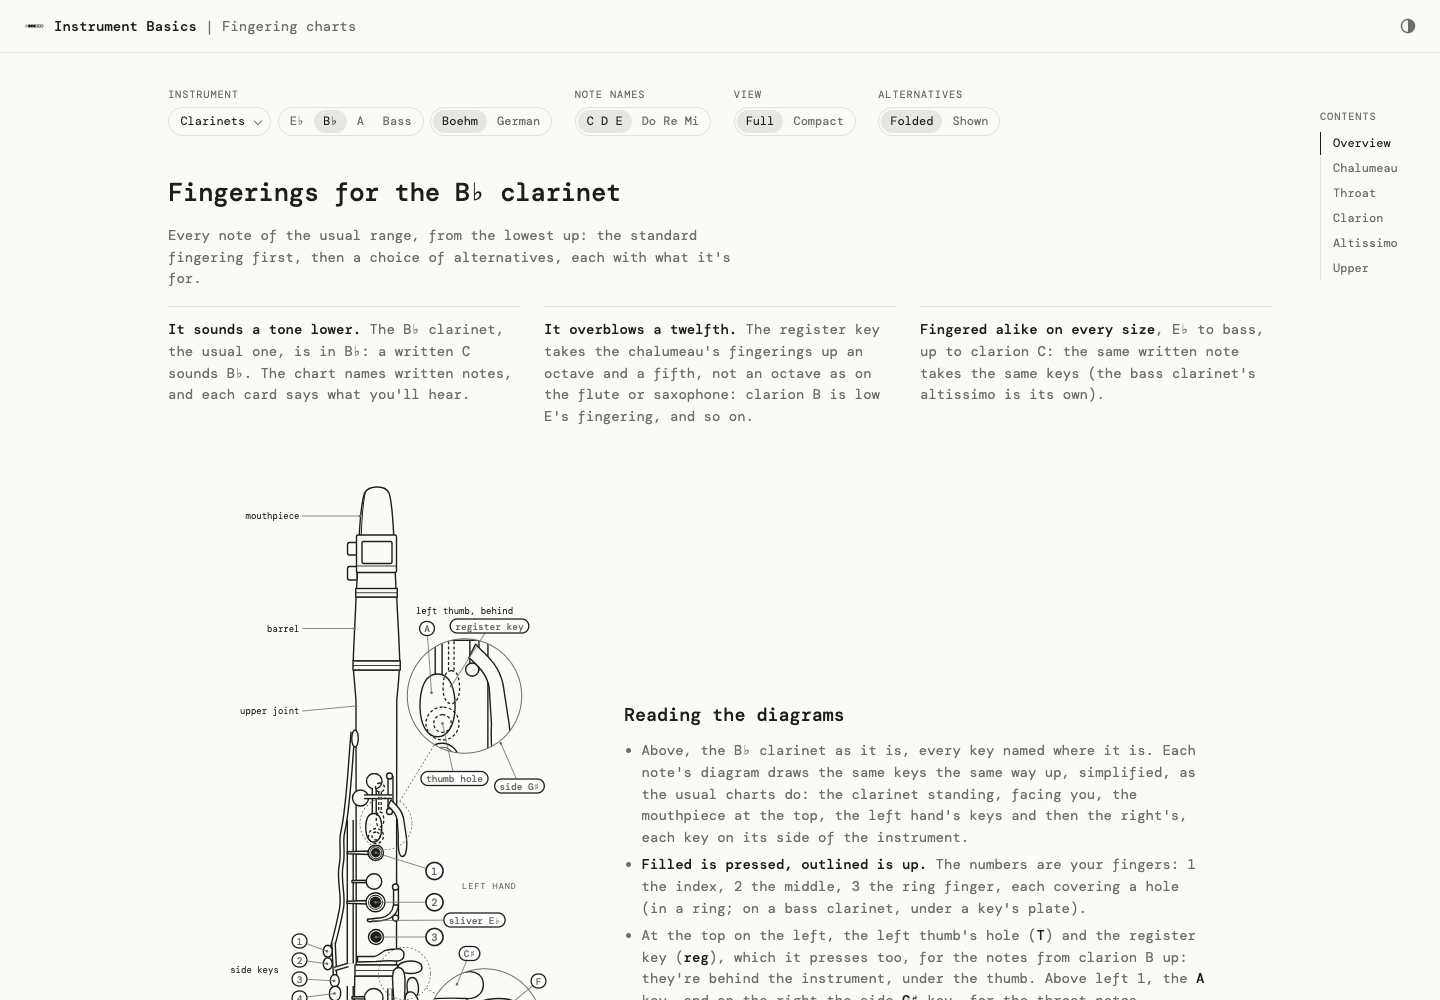 Instrument Basics | Fingering charts
INSTRUMENT
Clarinets
E♭ B♭ A Bass
Boehm German
NOTE NAMES
C D E Do Re Mi
VIEW
Full Compact
ALTERNATIVES
Folded Shown
CONTENTS
Overview
Chalumeau
Throat
Clarion
Altissimo
Upper
Fingerings for the B♭ clarinet
Every note of the usual range, from the lowest up: the standard
fingering first, then a choice of alternatives, each with what it's
for.
It sounds a tone lower. The B♭ clarinet,
the usual one, is in B♭: a written C
sounds B♭. The chart names written notes,
and each card says what you'll hear.
It overblows a twelfth. The register key
takes the chalumeau's fingerings up an
octave and a fifth, not an octave as on
the flute or saxophone: clarion B is low
E's fingering, and so on.
Fingered alike on every size, E♭ to bass,
up to clarion C: the same written note
takes the same keys (the bass clarinet's
altissimo is its own).
mouthpiece
barrel
left thumb, behind
A
register key
upper joint
thumb hole
side G♯
1
LEFT HAND
2
sliver E♭
3
1
2
side keys
3
4
C♯
F
Reading the diagrams
Above, the B♭ clarinet as it is, every key named where it is. Each
note's diagram draws the same keys the same way up, simplified, as
the usual charts do: the clarinet standing, facing you, the
mouthpiece at the top, the left hand's keys and then the right's,
each key on its side of the instrument.
Filled is pressed, outlined is up. The numbers are your fingers: 1
the index, 2 the middle, 3 the ring finger, each covering a hole
(in a ring; on a bass clarinet, under a key's plate).
At the top on the left, the left thumb's hole (T) and the register
key (reg), which it presses too, for the notes from clarion B up:
they're behind the instrument, under the thumb. Above left 1, the A
key, and on the right the side G♯ key, for the throat notes.